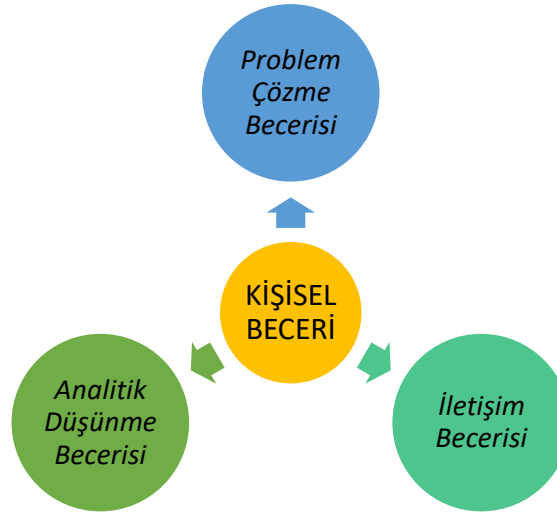 Problem
Çözme
Becerisi
KİŞİSEL
BECERİ
Analitik
Düşünme
Becerisi
İletişim
Becerisi